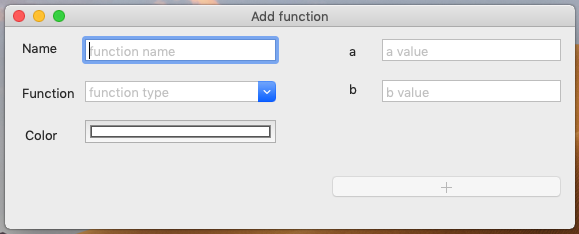 Add function
Name function name
Function function type
Color
a a value
b b value
+